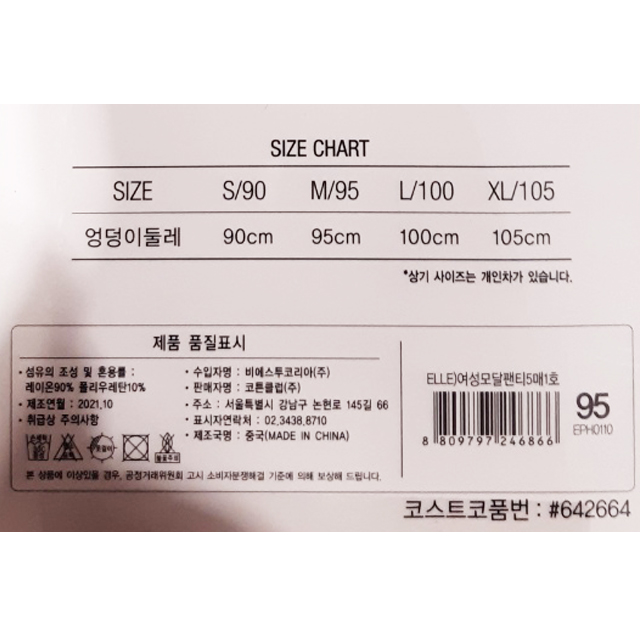 SIZE CHART
SIZE S/90 M/95 L/100 XL/105
엉덩이둘레 90cm 95cm 100cm 105cm
*상기 사이즈는 개인차가 있습니다.
제품 품질표시
· 섬유의 조성 및 혼용률 :
레이온90% 폴리우레탄10%
· 제조연월 : 2021.10
· 취급상 주의사항
· 수입자명 : 비에스투코리아(주)
· 판매자명 : 코튼클럽(주)
· 주소 : 서울특별시 강남구 논현로 145길 66
· 표시자연락처 : 02.3438.8710
· 제조국명 : 중국(MADE IN CHINA)
본 상품에 이상있을 경우, 공정거래위원회 고시 소비자분쟁해결 기준에 의해 보상해 드립니다.
ELLE)여성모달팬티5매1호
8 809797 246866
95
EPH0110
코스트코품번 : #642664